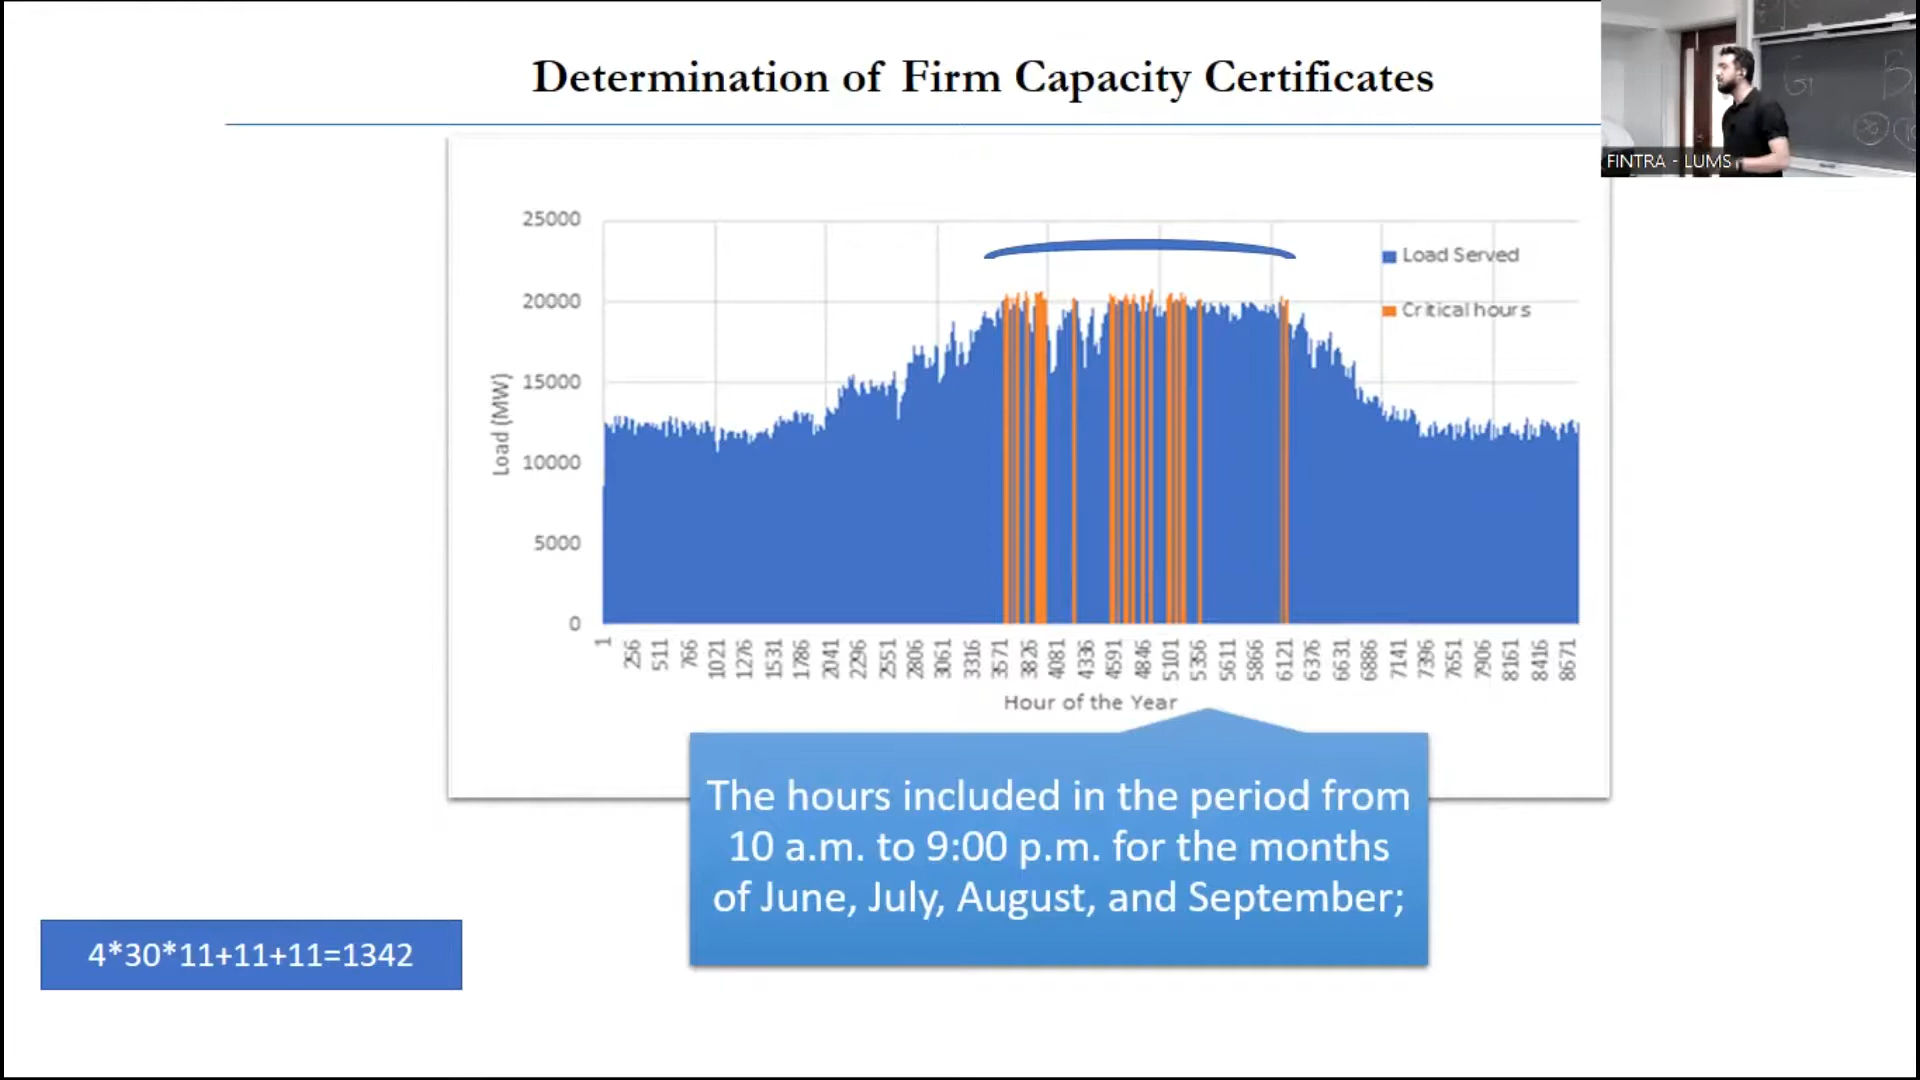 Determination of Firm Capacity Certificates
FINTRA - LUMS
25000
20000
15000
10000
5000
0
Load (MW)
Load Served
Critical hours
1 256 511 766 1021 1276 1531 1786 2041 2296 2551 2806 3061 3316 3571 3826 4081 4336 4591 4846 5101 5356 5611 5866 6121 6376 6631 6886 7141 7396 7651 7906 8161 8416 8671
Hour of the Year
The hours included in the period from
10 a.m. to 9:00 p.m. for the months
of June, July, August, and September;
4*30*11+11+11=1342